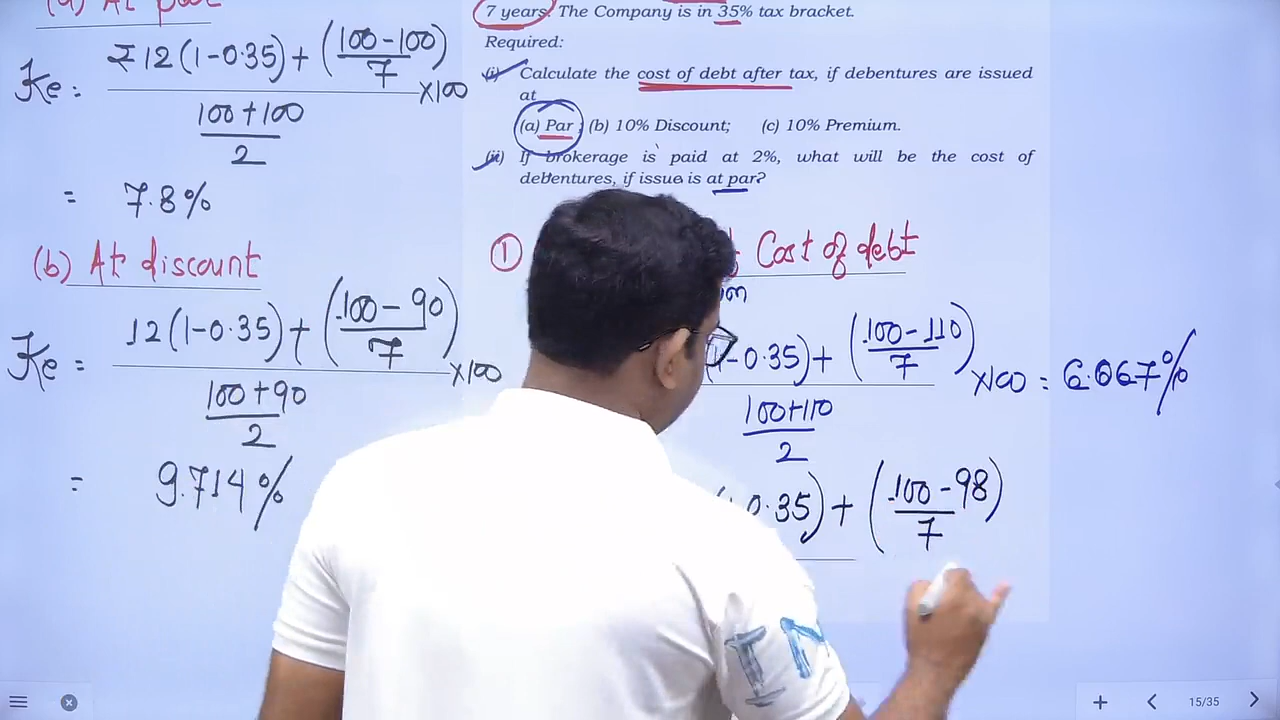 (a) At par
Ke = ₹12(1-0.35)+(100-100)/7
100+100
2
×100
= 7.8%
(b) At discount
Ke = 12(1-0.35)+(100-90)/7
100+90
2
×100
= 9.714%
7 years. The Company is in 35% tax bracket.
Required:
(i) Calculate the cost of debt after tax, if debentures are issued
at
(a) Par (b) 10% Discount; (c) 10% Premium.
(ii) If brokerage is paid at 2%, what will be the cost of
debentures, if issue is at par?
① Cost of debt
(1-0.35)+(100-110)/7
100+110
2
×100 = 6.067%
0.35)+(100-98)/7
IM
15/35